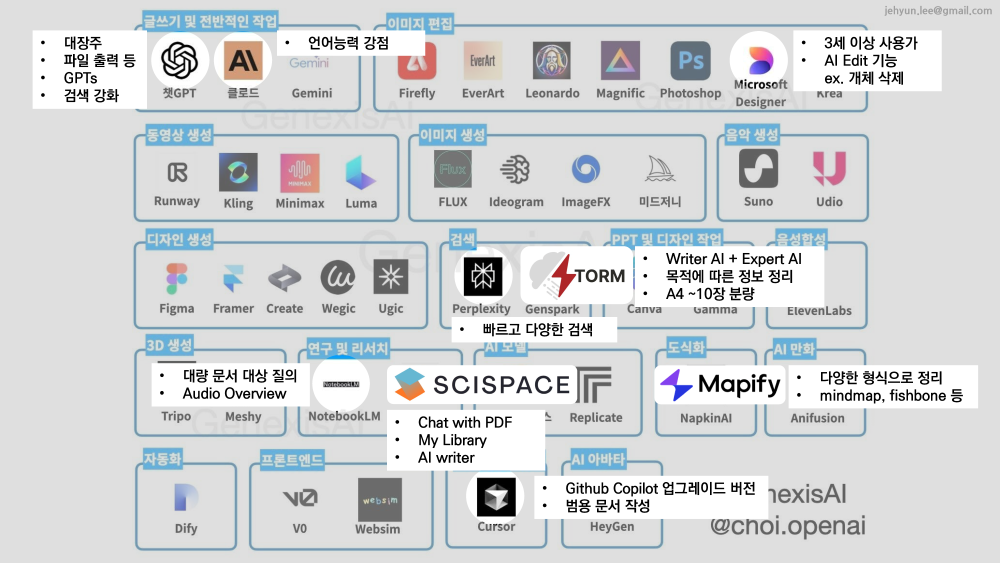 jehyun.lee@gmail.com
글쓰기 및 전반적인 작업
이미지 편집
• 대장주
• 파일 출력 등
• GPTs
• 검색 강화
• 언어능력 강점
• 3세 이상 사용가
• AI Edit 기능
ex. 개체 삭제
Gemini
EverArt
Ps
챗GPT
클로드
Gemini
Firefly
EverArt
Leonardo
Magnific
Photoshop
Microsoft
Designer
Krea
GenexisAI
동영상 생성
이미지 생성
음악 생성
MINIMAX
Flux
Runway
Kling
Minimax
Luma
FLUX
Ideogram
ImageFX
미드저니
Suno
Udio
디자인 생성
검색
PPT 및 디자인 작업
음성합성
STORM
• Writer AI + Expert AI
• 목적에 따른 정보 정리
• A4 ~10장 분량
Figma
Framer
Create
Wegic
Ugic
Perplexity
Genspark
Canva
Gamma
ElevenLabs
• 빠르고 다양한 검색
3D 생성
연구 및 리서치
AI 모델
도식화
AI 만화
• 대량 문서 대상 질의
• Audio Overview
NotebookLM
SCISPACE
Mapify
• 다양한 형식으로 정리
• mindmap, fishbone 등
Tripo
Meshy
NotebookLM
스
Replicate
NapkinAI
Anifusion
• Chat with PDF
• My Library
• AI writer
자동화
프론트엔드
AI 아바타
websim
• Github Copilot 업그레이드 버전
• 범용 문서 작성
nexisAI
@choi.openai
Dify
V0
Websim
Cursor
HeyGen